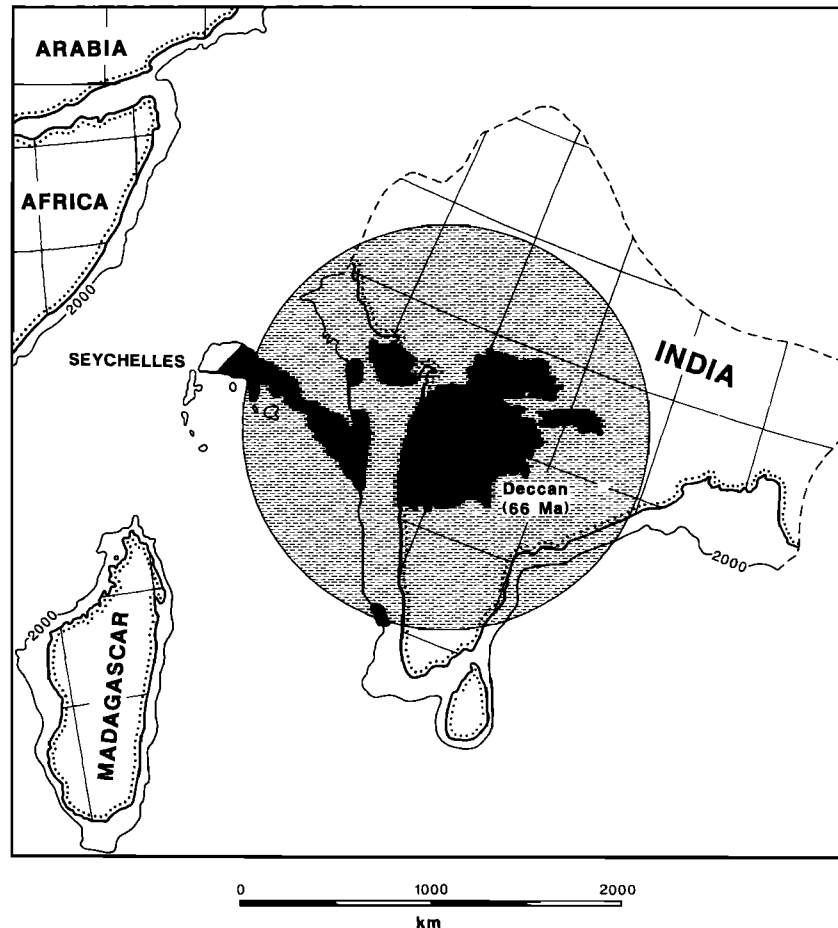 ARABIA
AFRICA
2000
SEYCHELLES
INDIA
Deccan
(66 Ma)
2000
2000
MADAGASCAR
0 1000 2000
km